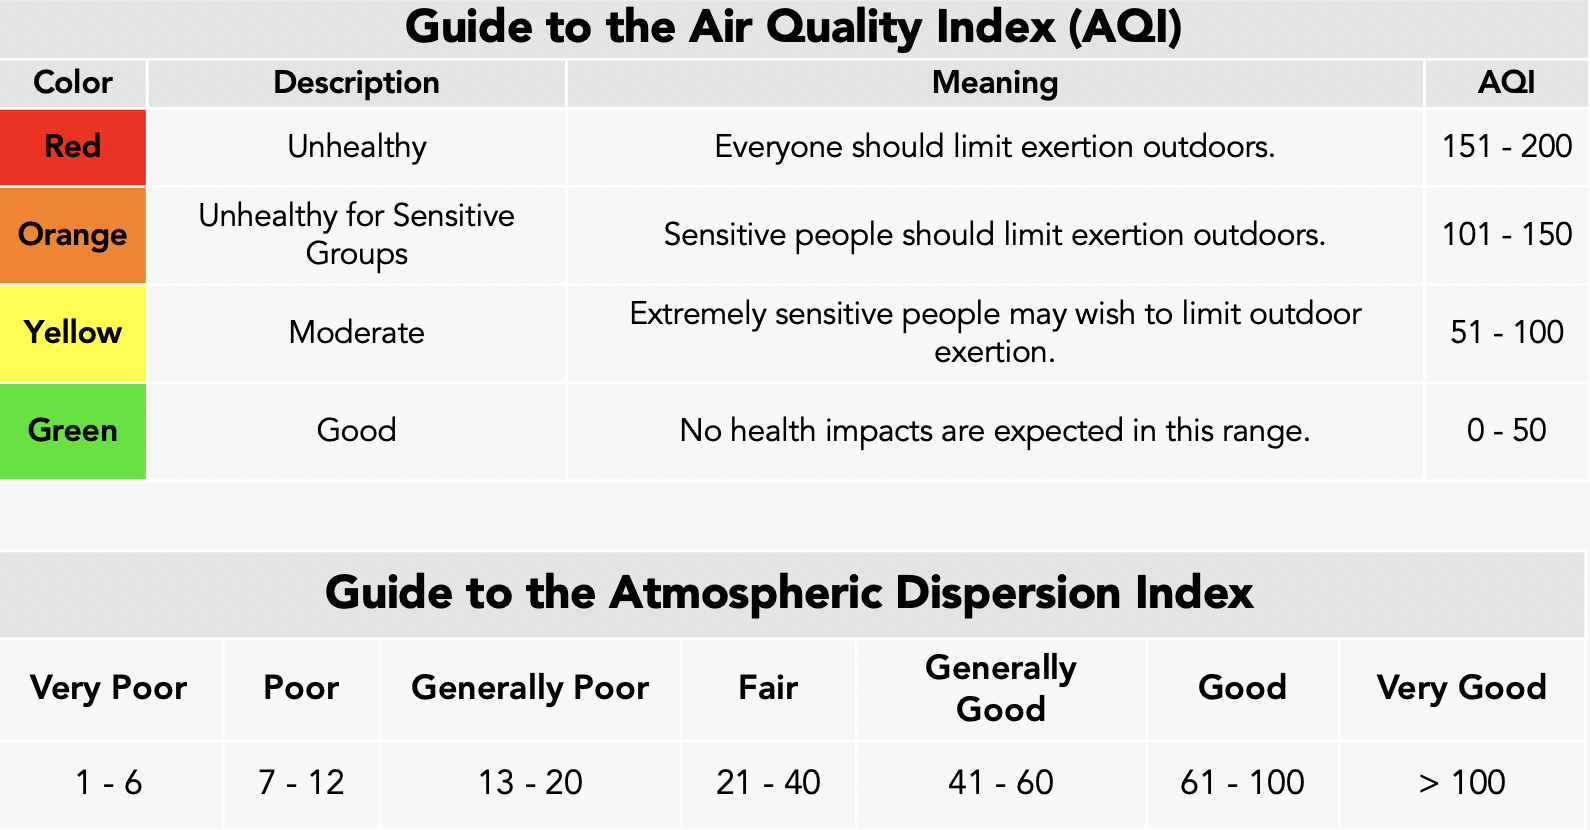 Guide to the Air Quality Index (AQI)
Color Description Meaning AQI
Red Unhealthy Everyone should limit exertion outdoors. 151 - 200
Orange Unhealthy for Sensitive
Groups Sensitive people should limit exertion outdoors. 101 - 150
Yellow Moderate Extremely sensitive people may wish to limit outdoor
exertion. 51 - 100
Green Good No health impacts are expected in this range. 0 - 50
Guide to the Atmospheric Dispersion Index
Very Poor Poor Generally Poor Fair Generally
Good Good Very Good
1 - 6 7 - 12 13 - 20 21 - 40 41 - 60 61 - 100 > 100